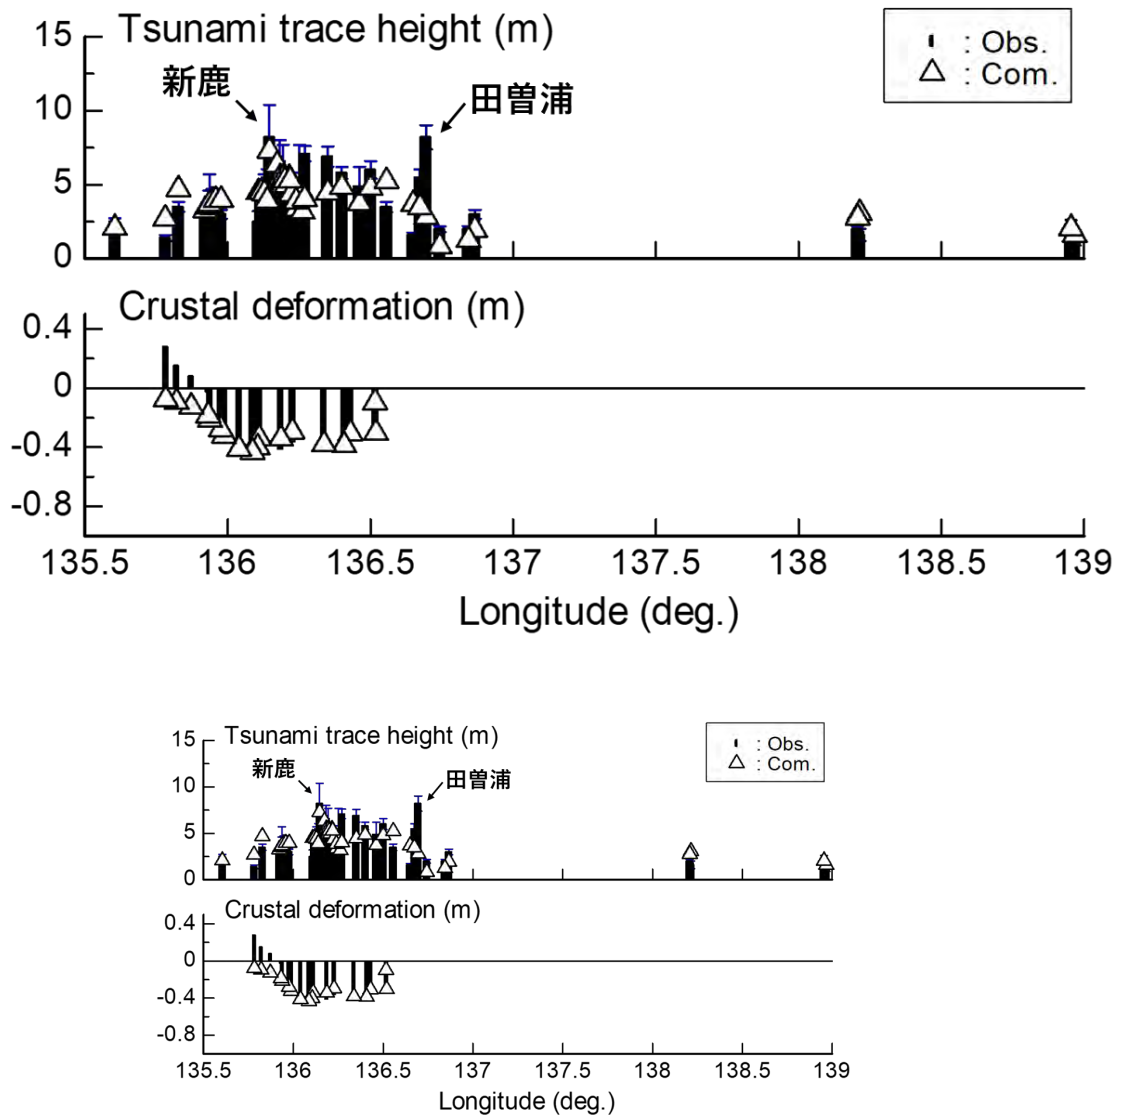 Tsunami trace height (m)
: Obs.
: Com.
15
10
5
0
新鹿
田曽浦
Crustal deformation (m)
0.4
0
-0.4
-0.8
135.5 136 136.5 137 137.5 138 138.5 139
Longitude (deg.)
Tsunami trace height (m)
: Obs.
: Com.
15
10
5
0
新鹿
田曽浦
Crustal deformation (m)
0.4
0
-0.4
-0.8
135.5 136 136.5 137 137.5 138 138.5 139
Longitude (deg.)